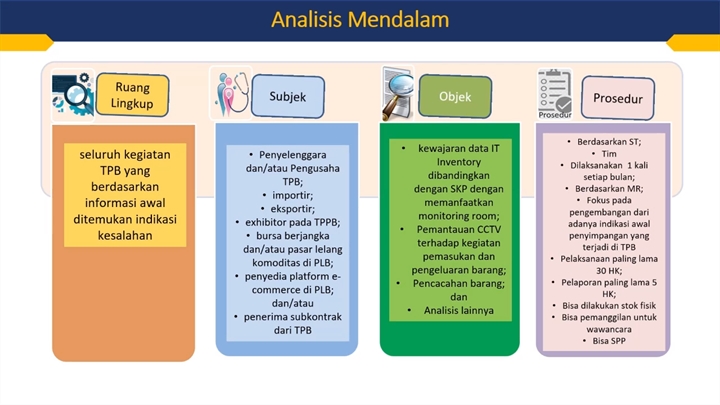 Analisis Mendalam
Ruang
Lingkup
seluruh kegiatan
TPB yang
berdasarkan
informasi awal
ditemukan indikasi
kesalahan
Subjek
• Penyelenggara
dan/atau Pengusaha
TPB;
• importir;
• eksportir;
• exhibitor pada TPPB;
• bursa berjangka
dan/atau pasar lelang
komoditas di PLB;
• penyedia platform e-
commerce di PLB;
dan/atau
• penerima subkontrak
dari TPB
Objek
• kewajaran data IT
Inventory
dibandingkan
dengan SKP dengan
memanfaatkan
monitoring room;
• Pemantauan CCTV
terhadap kegiatan
pemasukan dan
pengeluaran barang;
• Pencacahan barang;
dan
• Analisis lainnya
Prosedur
Prosedur
• Berdasarkan ST;
• Tim
• Dilaksanakan 1 kali
setiap bulan;
• Berdasarkan MR;
• Fokus pada
pengembangan dari
adanya indikasi awal
penyimpangan yang
terjadi di TPB
• Pelaksanaan paling lama
30 HK;
• Pelaporan paling lama 5
HK;
• Bisa dilakukan stok fisik
• Bisa pemanggilan untuk
wawancara
• Bisa SPP